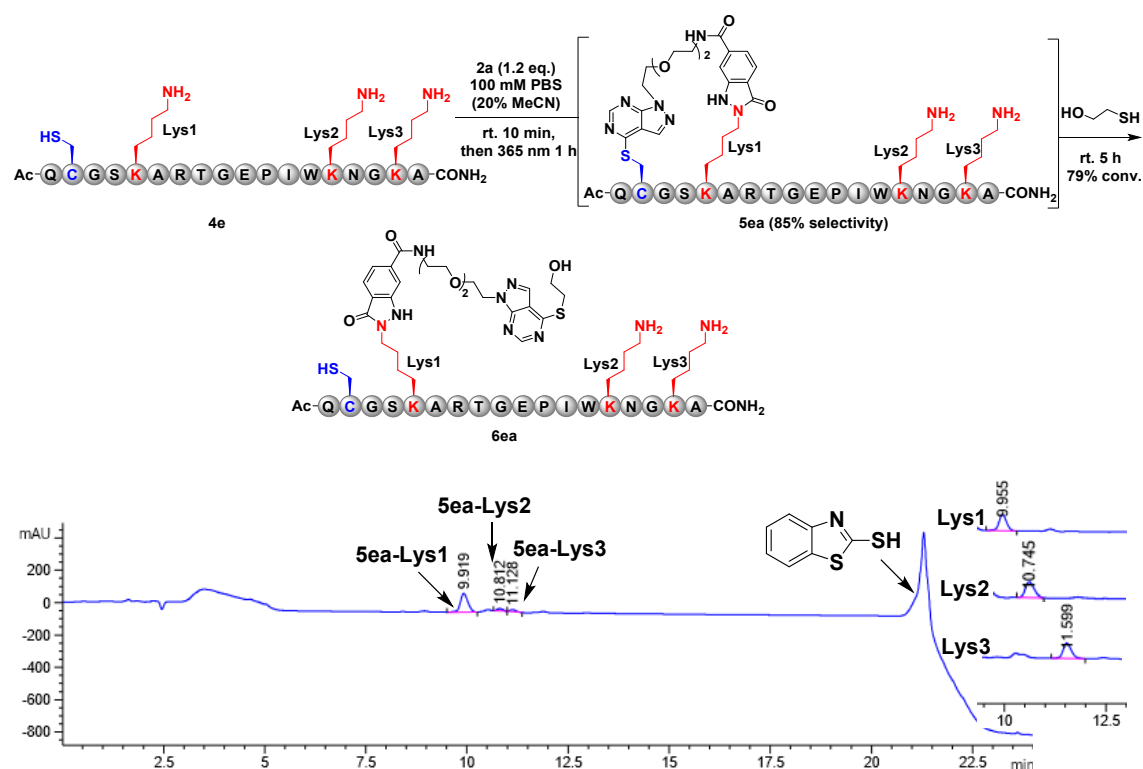 HS
NH2
Lys1
NH2
Lys2
NH2
Lys3
Ac- Q C G S K A R T G E P I W K N G K A -CONH2
4e
2a (1.2 eq.)
100 mM PBS
(20% MeCN)
rt. 10 min,
then 365 nm 1 h
O
HN
O
2
N
N
N
N
HN
N
O
S
Lys1
NH2
Lys2
NH2
Lys3
Ac- Q C G S K A R T G E P I W K N G K A -CONH2
5ea (85% selectivity)
HO
SH
rt. 5 h
79% conv.
O
NH
O
2
N
N
OH
S
N
N
O
N
NH
HS
Lys1
NH2
Lys2
NH2
Lys3
Ac- Q C G S K A R T G E P I W K N G K A -CONH2
6ea
mAU
200
0
-200
-400
-600
-800
5ea-Lys1
5ea-Lys2
5ea-Lys3
9.919
10.812
11.128
N
S
SH
Lys1
9.955
Lys2
10.745
Lys3
11.599
10
12.5
2.5
5
7.5
10
12.5
15
17.5
20
22.5
min